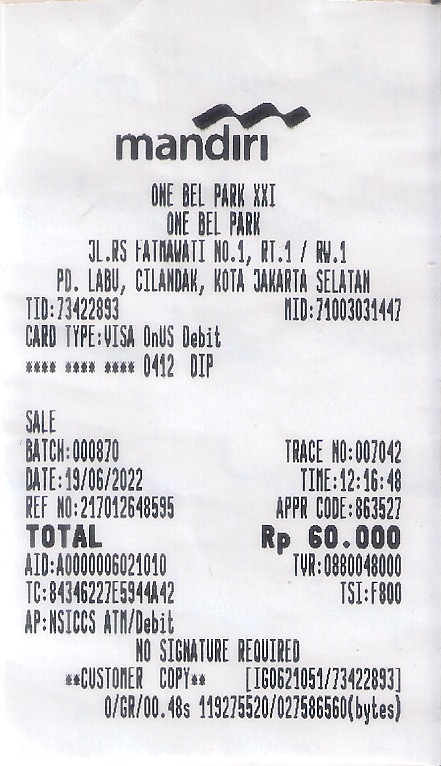 mandiri
ONE BEL PARK XXI
ONE BEL PARK
JL.RS FATMAWATI NO.1, RT.1 / RW.1
PD. LABU, CILANDAK, KOTA JAKARTA SELATAN
TID:73422893 MID:71003031447
CARD TYPE:VISA OnUS Debit
**** **** **** 0412 DIP
SALE
BATCH:000870 TRACE NO:007042
DATE:19/06/2022 TIME:12:16:48
REF NO:217012648595 APPR CODE:863527
TOTAL Rp 60.000
AID:A0000006021010 TVR:0880048000
TC:84346227E5944A42 TSI:F800
AP:NSICCS ATM/Debit
NO SIGNATURE REQUIRED
**CUSTOMER COPY** [IG0621051/73422893]
0/GR/00.48s 119275520/027586560(bytes)